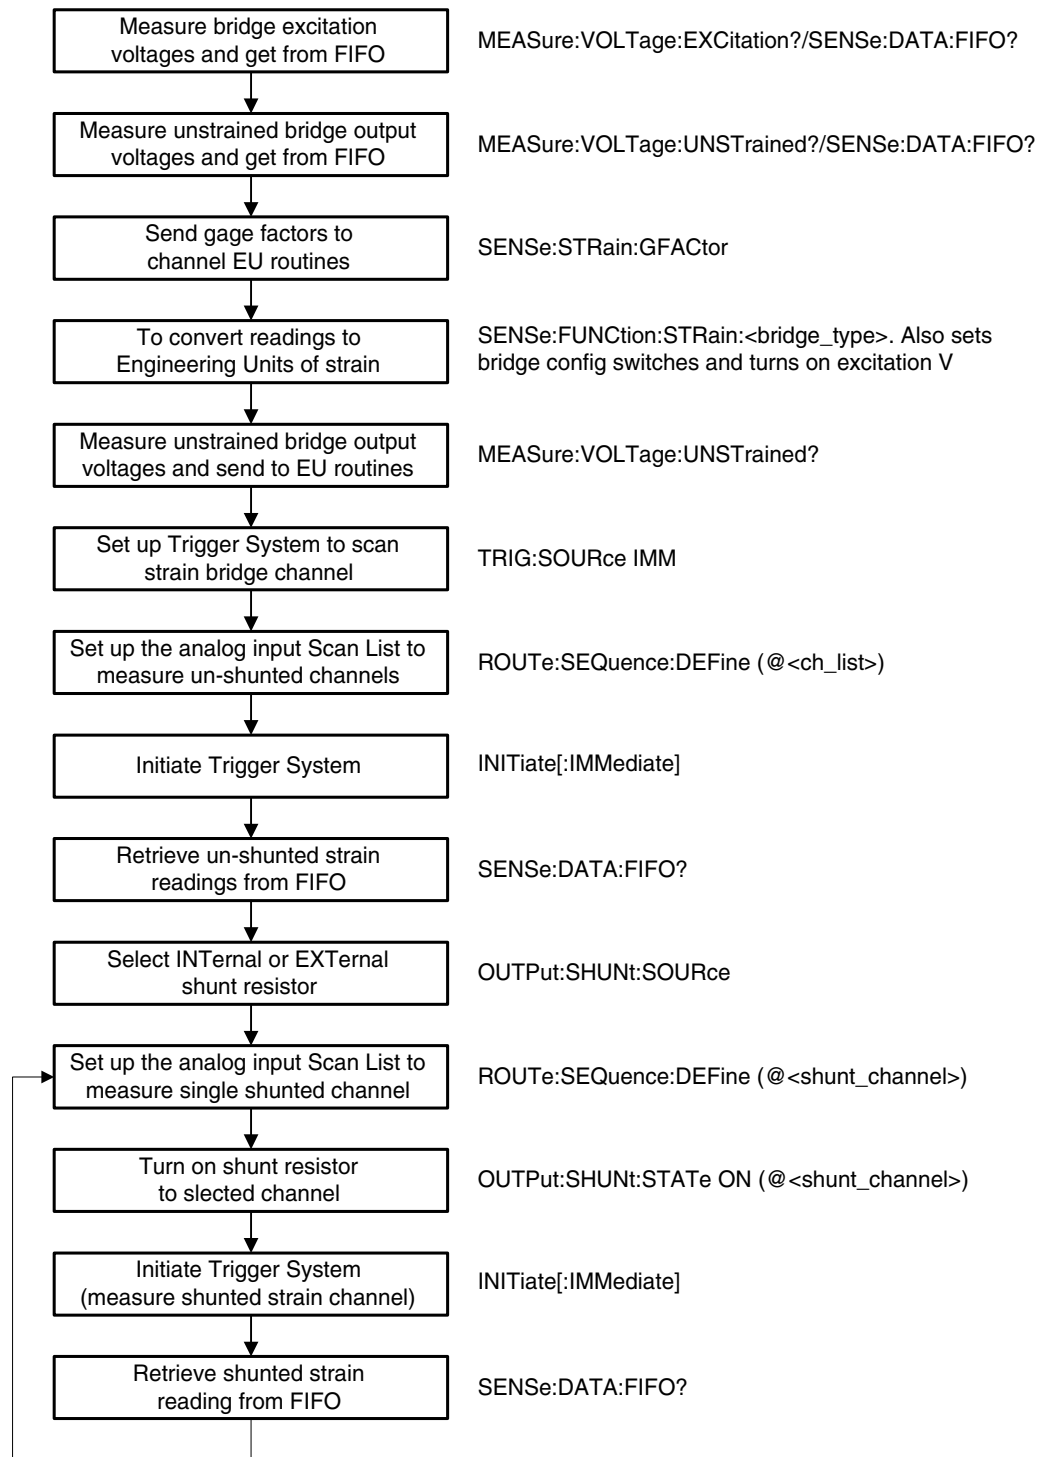 Measure bridge excitation
voltages and get from FIFO
MEASure:VOLTage:EXCitation?/SENSe:DATA:FIFO?
Measure unstrained bridge output
voltages and get from FIFO
MEASure:VOLTage:UNSTrained?/SENSe:DATA:FIFO?
Send gage factors to
channel EU routines
SENSe:STRain:GFACtor
To convert readings to
Engineering Units of strain
SENSe:FUNCtion:STRain:<bridge_type>. Also sets
bridge config switches and turns on excitation V
Measure unstrained bridge output
voltages and send to EU routines
MEASure:VOLTage:UNSTrained?
Set up Trigger System to scan
strain bridge channel
TRIG:SOURce IMM
Set up the analog input Scan List to
measure un-shunted channels
ROUTe:SEQuence:DEFine (@<ch_list>)
Initiate Trigger System
INITiate[:IMMediate]
Retrieve un-shunted strain
readings from FIFO
SENSe:DATA:FIFO?
Select INTernal or EXTernal
shunt resistor
OUTPut:SHUNt:SOURce
Set up the analog input Scan List to
measure single shunted channel
ROUTe:SEQuence:DEFine (@<shunt_channel>)
Turn on shunt resistor
to slected channel
OUTPut:SHUNt:STATe ON (@<shunt_channel>)
Initiate Trigger System
(measure shunted strain channel)
INITiate[:IMMediate]
Retrieve shunted strain
reading from FIFO
SENSe:DATA:FIFO?